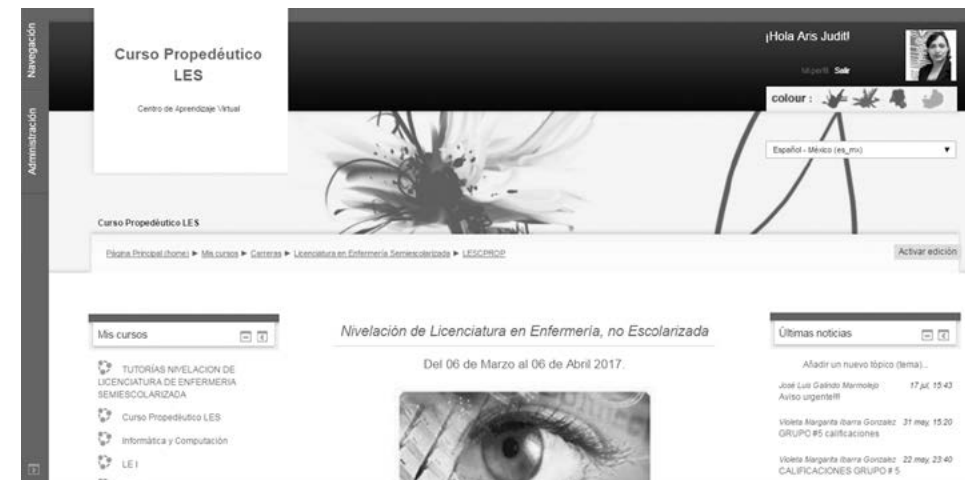 Navegación
Administración
Curso Propedéutico
LES
Centro de Aprendizaje Virtual
¡Hola Aris Judit!
Mi perfil Salir
colour :
Español - México (es_mx)
Curso Propedéutico LES
Página Principal (home) ► Mis cursos ► Carreras ► Licenciatura en Enfermería Semiescolarizada ► LESCPROP
Activar edición
Mis cursos
TUTORÍAS NIVELACION DE
LICENCIATURA DE ENFERMERIA
SEMIESCOLARIZADA
Curso Propedéutico LES
Informática y Computación
LE I
Nivelación de Licenciatura en Enfermería, no Escolarizada
Del 06 de Marzo al 06 de Abril 2017.
Últimas noticias
Añadir un nuevo tópico (tema)...
José Luis Galindo Marmolejo 17 jul, 15:43
Aviso urgente!!!
Violeta Margarita Ibarra Gonzalez 31 may, 15:20
GRUPO #5 calificaciones
Violeta Margarita Ibarra Gonzalez 22 may, 23:40
CALIFICACIONES GRUPO # 5